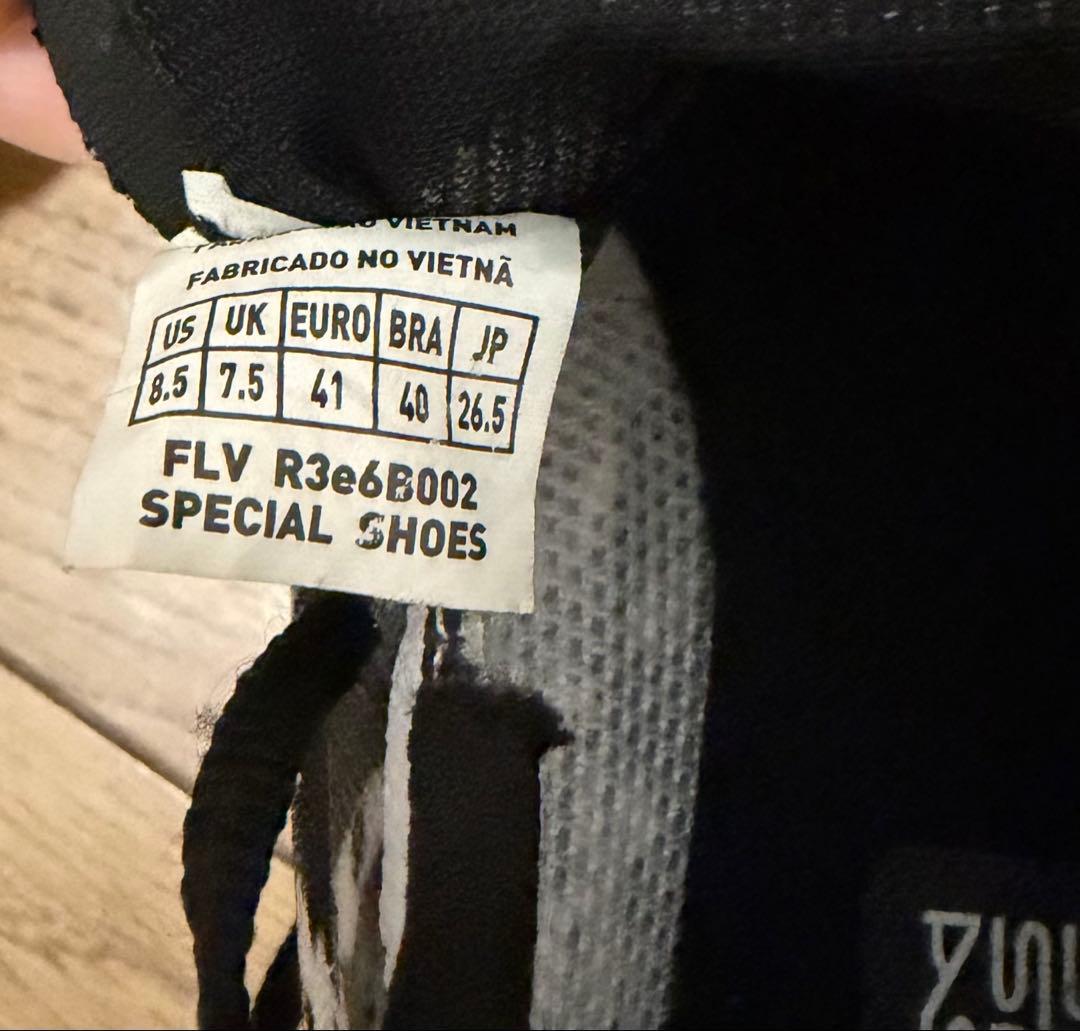 VIETNAM
FABRICADO NO VIETNÃ
US UK EURO BRA JP
8.5 7.5 41 40 26.5
FLV R3e6B002
SPECIAL SHOES